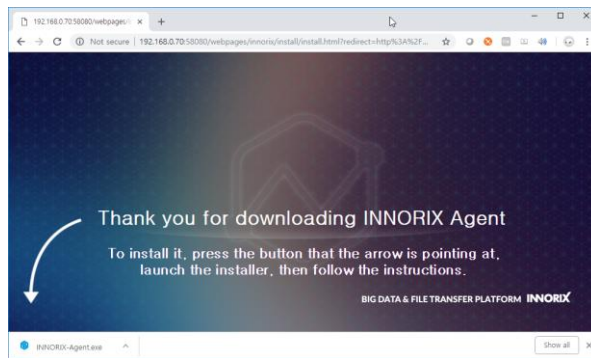 192.168.0.70:58080/webpages/i
Not secure | 192.168.0.70:58080/webpages/innorix/install/install.html?redirect=http%3A%2F...
Thank you for downloading INNORIX Agent
To install it, press the button that the arrow is pointing at,
launch the installer, then follow the instructions.
BIG DATA & FILE TRANSFER PLATFORM INNORIX
INNORIX-Agent.exe
Show all